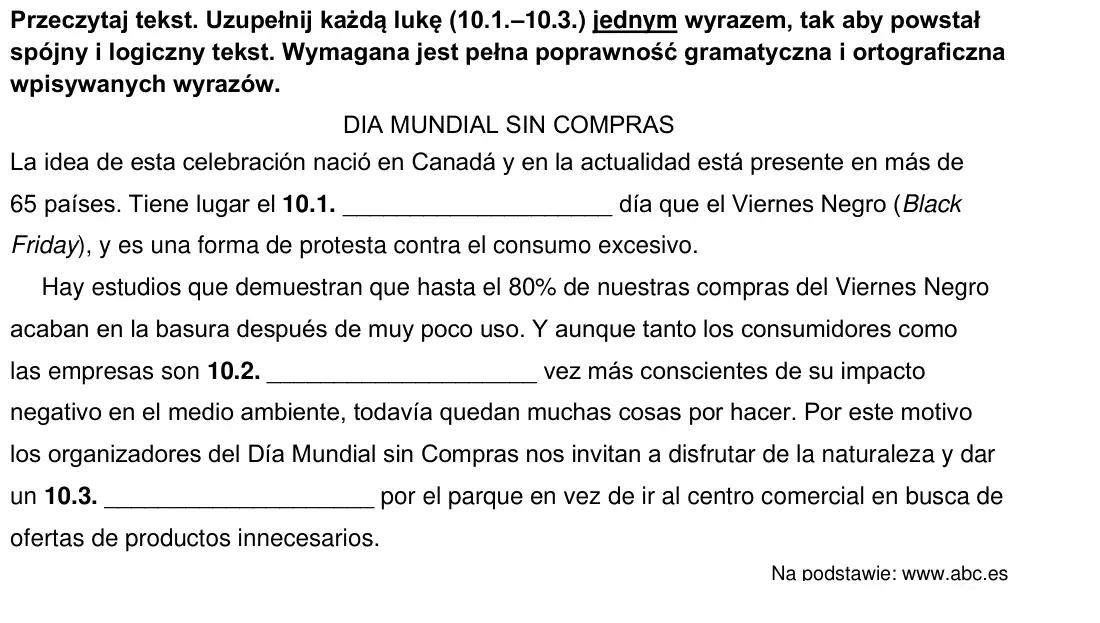 Przeczytaj tekst. Uzupełnij każdą lukę (10.1.–10.3.) jednym wyrazem, tak aby powstał
spójny i logiczny tekst. Wymagana jest pełna poprawność gramatyczna i ortograficzna
wpisywanych wyrazów.
DIA MUNDIAL SIN COMPRAS
La idea de esta celebración nació en Canadá y en la actualidad está presente en más de
65 países. Tiene lugar el 10.1. ____________________ día que el Viernes Negro (Black
Friday), y es una forma de protesta contra el consumo excesivo.
Hay estudios que demuestran que hasta el 80% de nuestras compras del Viernes Negro
acaban en la basura después de muy poco uso. Y aunque tanto los consumidores como
las empresas son 10.2. ____________________ vez más conscientes de su impacto
negativo en el medio ambiente, todavía quedan muchas cosas por hacer. Por este motivo
los organizadores del Día Mundial sin Compras nos invitan a disfrutar de la naturaleza y dar
un 10.3. ____________________ por el parque en vez de ir al centro comercial en busca de
ofertas de productos innecesarios.
Na podstawie: www.abc.es